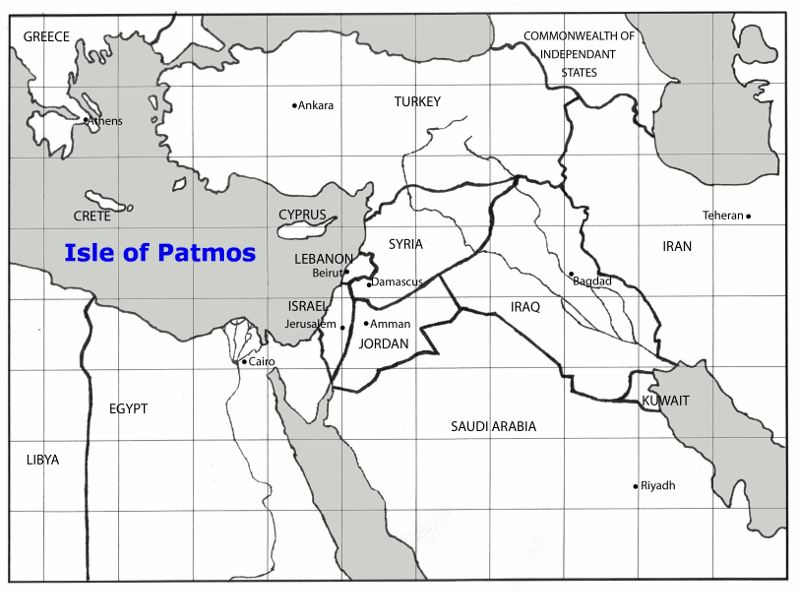 GREECE
COMMONWEALTH OF
INDEPENDANT
STATES
Ankara
TURKEY
Athens
CRETE
CYPRUS
Teheran
Isle of Patmos
SYRIA
IRAN
LEBANON
Beirut
Damascus
Bagdad
ISRAEL
IRAQ
Jerusalem
Amman
JORDAN
Cairo
EGYPT
KUWAIT
SAUDI ARABIA
LIBYA
Riyadh